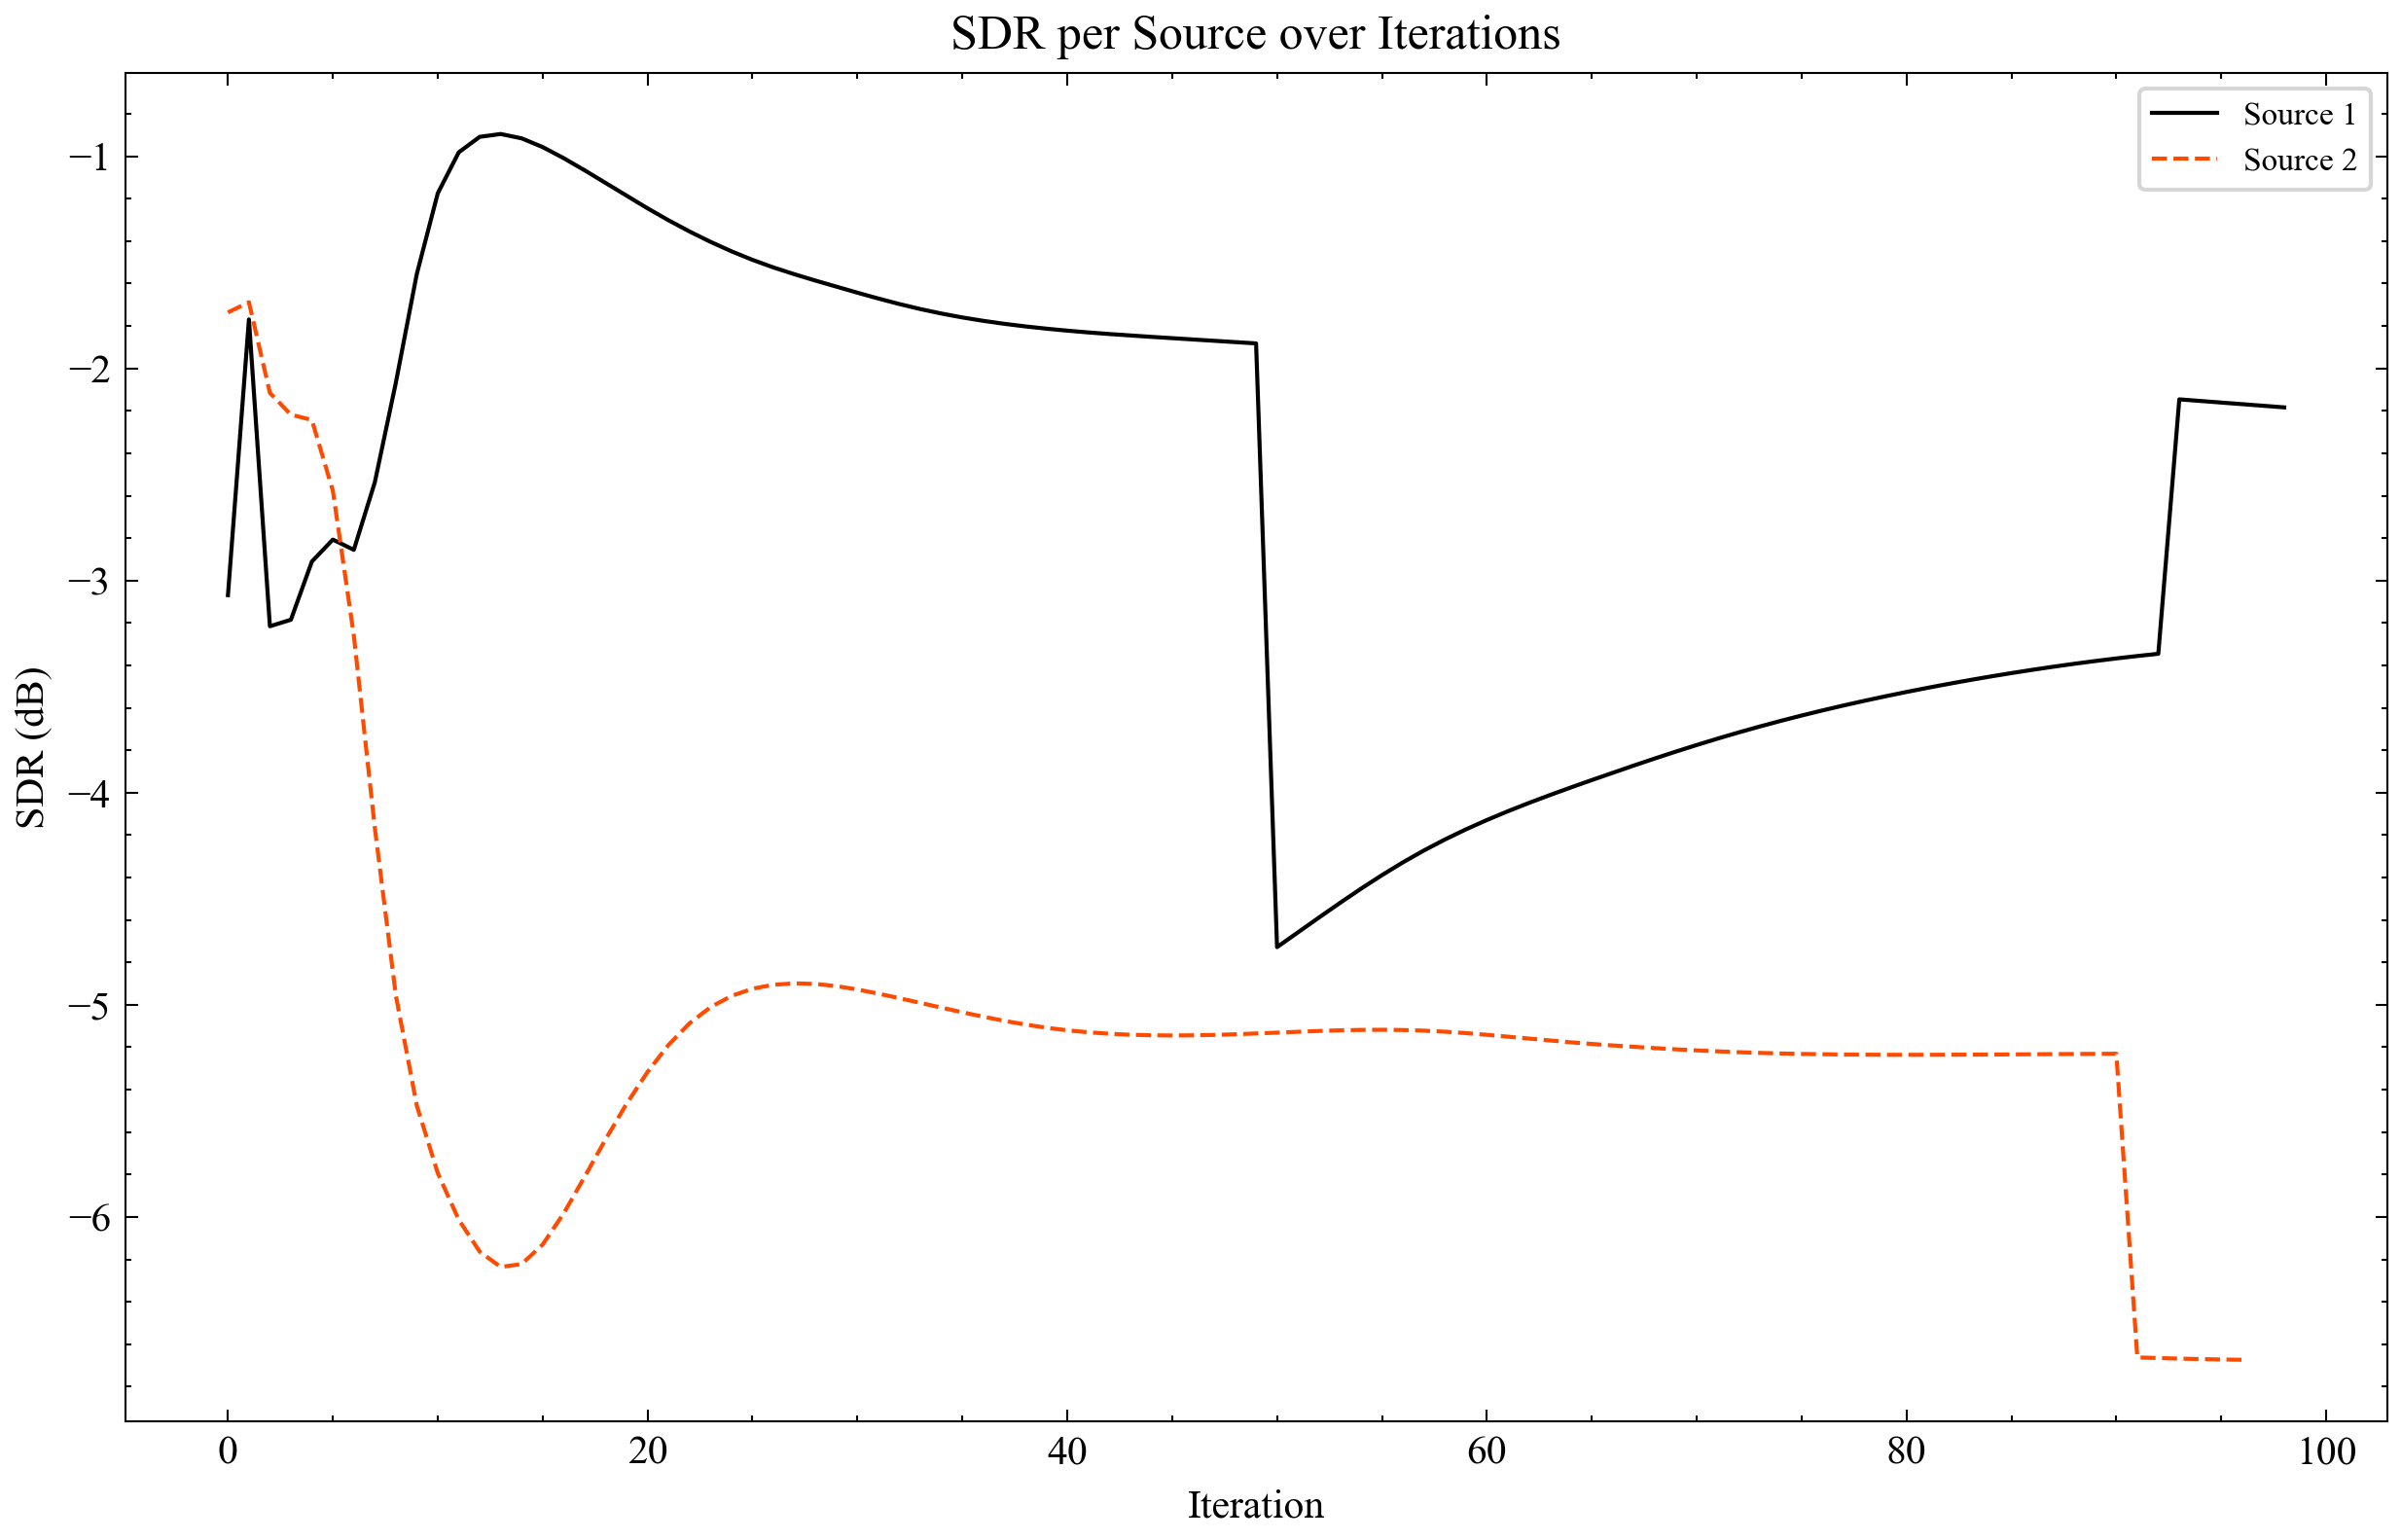 SDR per Source over Iterations
Source 1
Source 2
SDR (dB)
−1
−2
−3
−4
−5
−6
0 20 40 60 80 100
Iteration